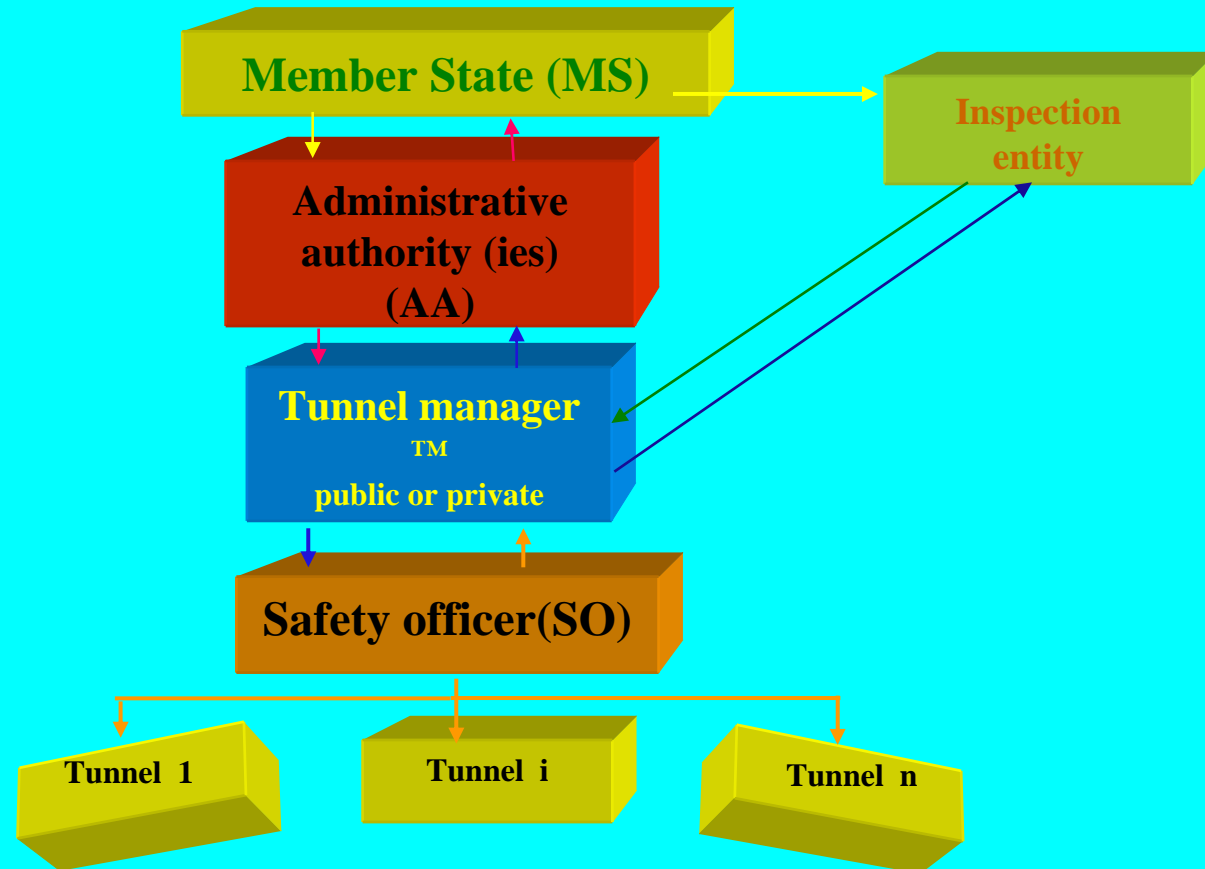 Member State (MS)
Inspection
entity
Administrative
authority (ies)
(AA)
Tunnel manager
TM
public or private
Safety officer(SO)
Tunnel 1
Tunnel i
Tunnel n